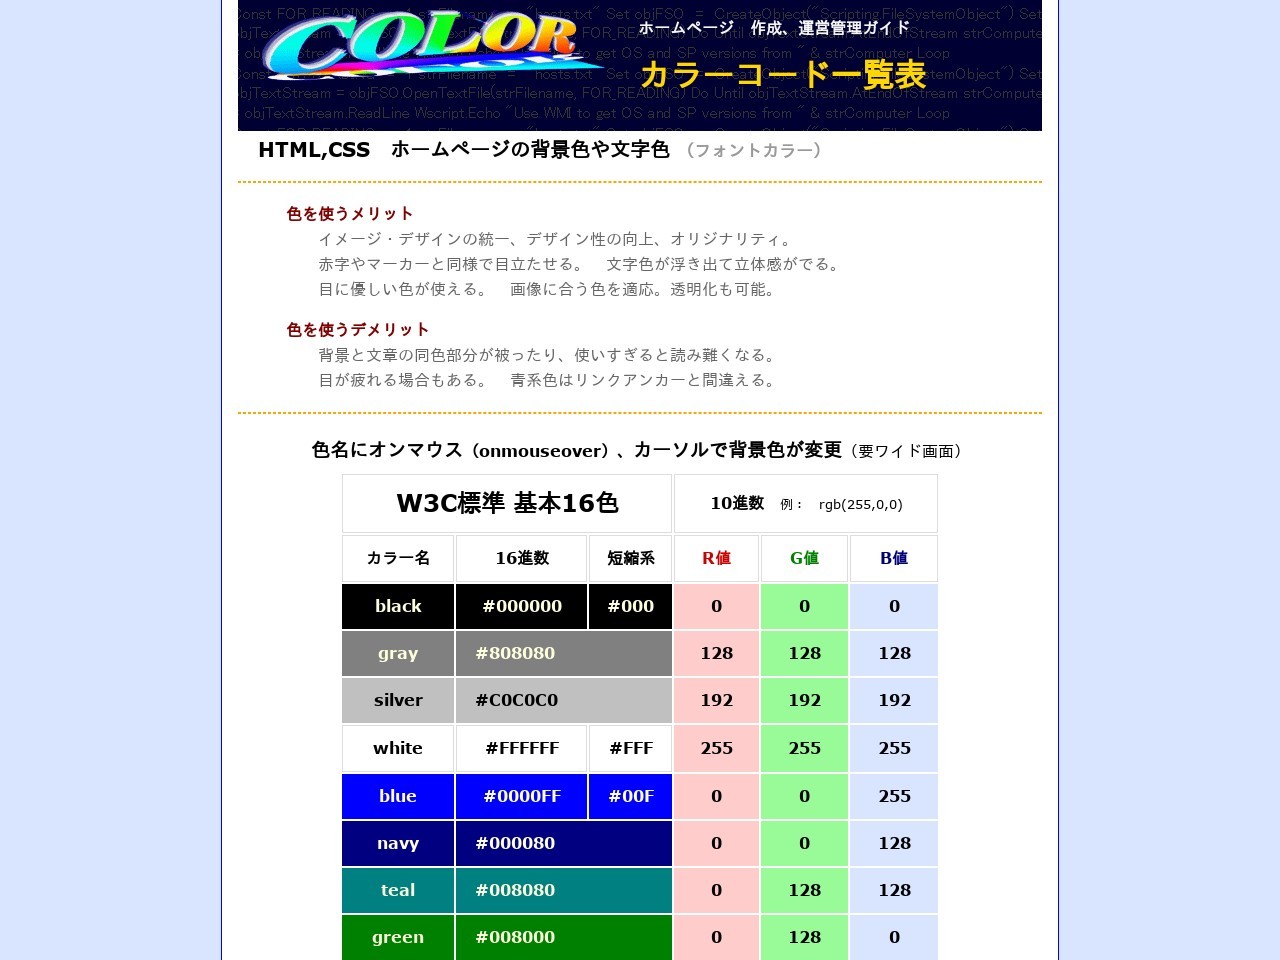 COLOR
ホームページ　作成、運営管理ガイド
カラーコード一覧表
HTML,CSS　ホームページの背景色や文字色 （フォントカラー）
色を使うメリット
イメージ・デザインの統一、デザイン性の向上、オリジナリティ。
赤字やマーカーと同様で目立たせる。　文字色が浮き出て立体感がでる。
目に優しい色が使える。　画像に合う色を適応。透明化も可能。
色を使うデメリット
背景と文章の同色部分が被ったり、使いすぎると読み難くなる。
目が疲れる場合もある。　青系色はリンクアンカーと間違える。
色名にオンマウス（onmouseover）、カーソルで背景色が変更（要ワイド画面）
W3C標準 基本16色　10進数　例：　rgb(255,0,0)
カラー名 16進数 短縮系 R値 G値 B値
black #000000 #000 0 0 0
gray #808080 128 128 128
silver #C0C0C0 192 192 192
white #FFFFFF #FFF 255 255 255
blue #0000FF #00F 0 0 255
navy #000080 0 0 128
teal #008080 0 128 128
green #008000 0 128 0